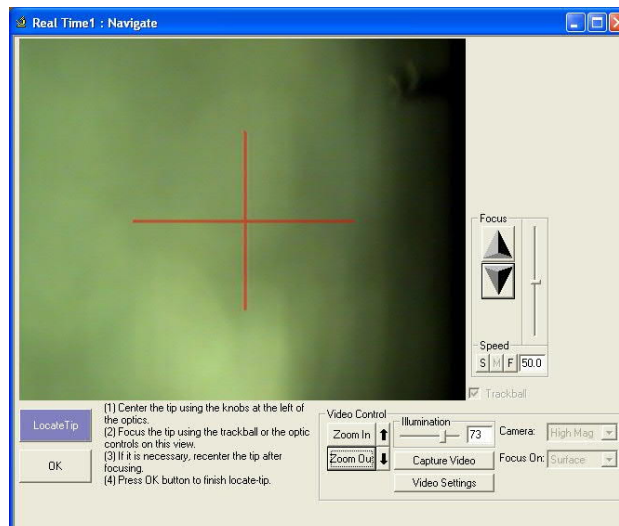 Real Time1 : Navigate
Focus
Speed
S M F 50.0
Trackball
LocateTip
OK
(1) Center the tip using the knobs at the left of
the optics.
(2) Focus the tip using the trackball or the optic
controls on this view.
(3) If it is necessary, recenter the tip after
focusing.
(4) Press OK button to finish locate-tip.
Video Control
Zoom In
Zoom Out
Illumination
73
Capture Video
Video Settings
Camera: High Mag
Focus On: Surface